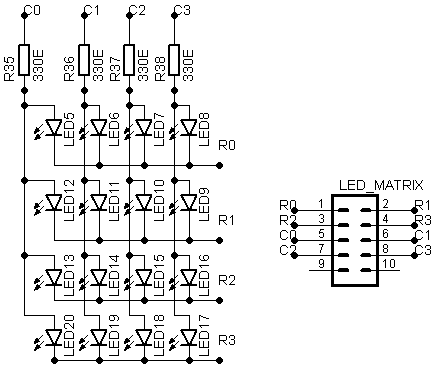 C0 C1 C2 C3
R35 330E R36 330E R37 330E R38 330E
LED5 LED6 LED7 LED8
R0
LED12 LED11 LED10 LED9
R1
LED13 LED14 LED15 LED16
R2
LED20 LED19 LED18 LED17
R3
LED_MATRIX
R0 1 2 R1
R2 3 4 R3
C0 5 6 C1
C2 7 8 C3
9 10